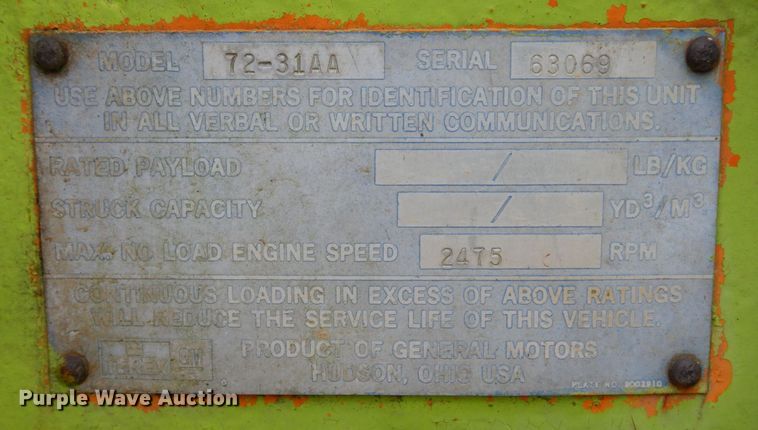 MODEL 72-31AA SERIAL 63069
USE ABOVE NUMBERS FOR IDENTIFICATION OF THIS UNIT
IN ALL VERBAL OR WRITTEN COMMUNICATIONS.
RATED PAYLOAD / LB/KG
STRUCK CAPACITY / YD³/M³
MAX. NO LOAD ENGINE SPEED 2475 RPM
CONTINUOUS LOADING IN EXCESS OF ABOVE RATINGS
WILL REDUCE THE SERVICE LIFE OF THIS VEHICLE.
TEREX GM PRODUCT OF GENERAL MOTORS
HUDSON, OHIO USA
PLATE NO.
Purple Wave Auction